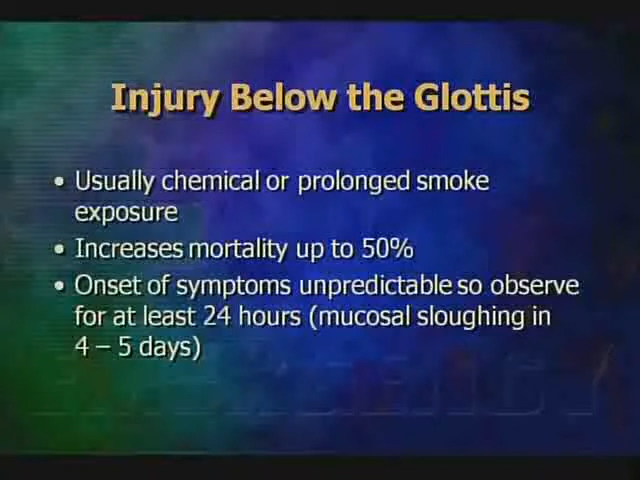 Injury Below the Glottis
• Usually chemical or prolonged smoke
exposure
• Increases mortality up to 50%
• Onset of symptoms unpredictable so observe
for at least 24 hours (mucosal sloughing in
4 – 5 days)